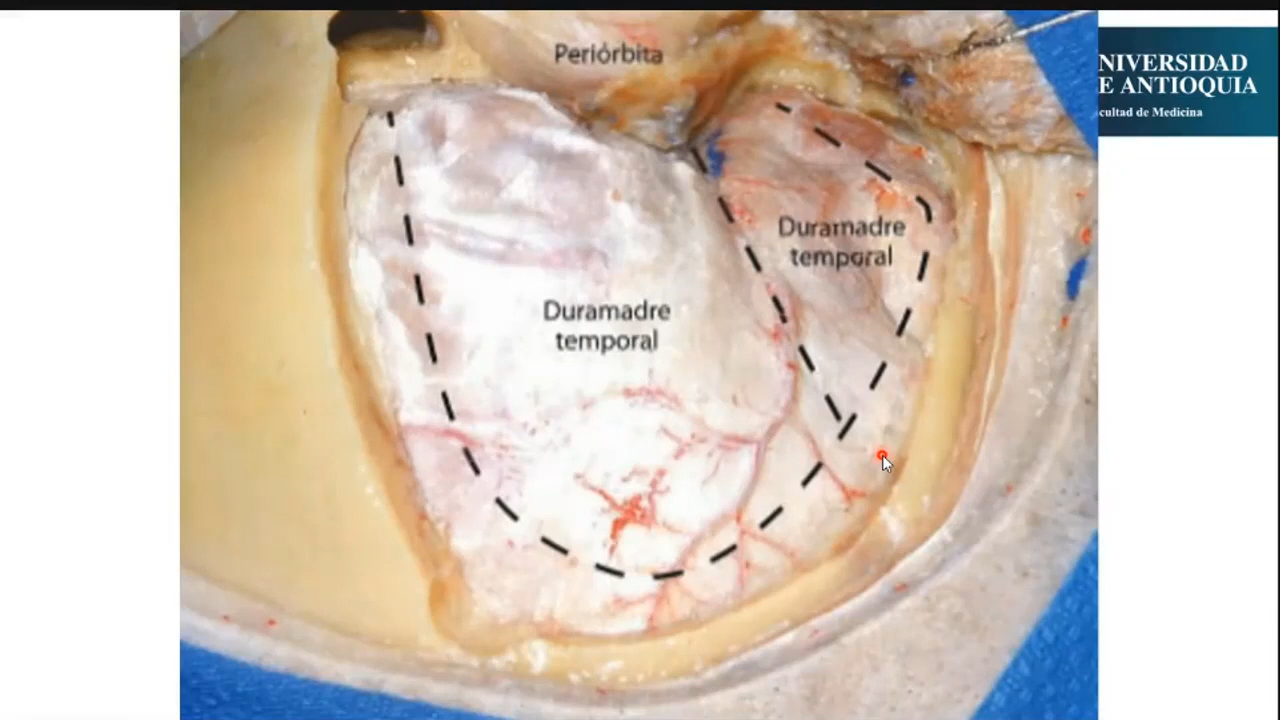 Periórbita
NIVERSIDAD
E ANTIOQUIA
cultad de Medicina
Duramadre
temporal
Duramadre
temporal